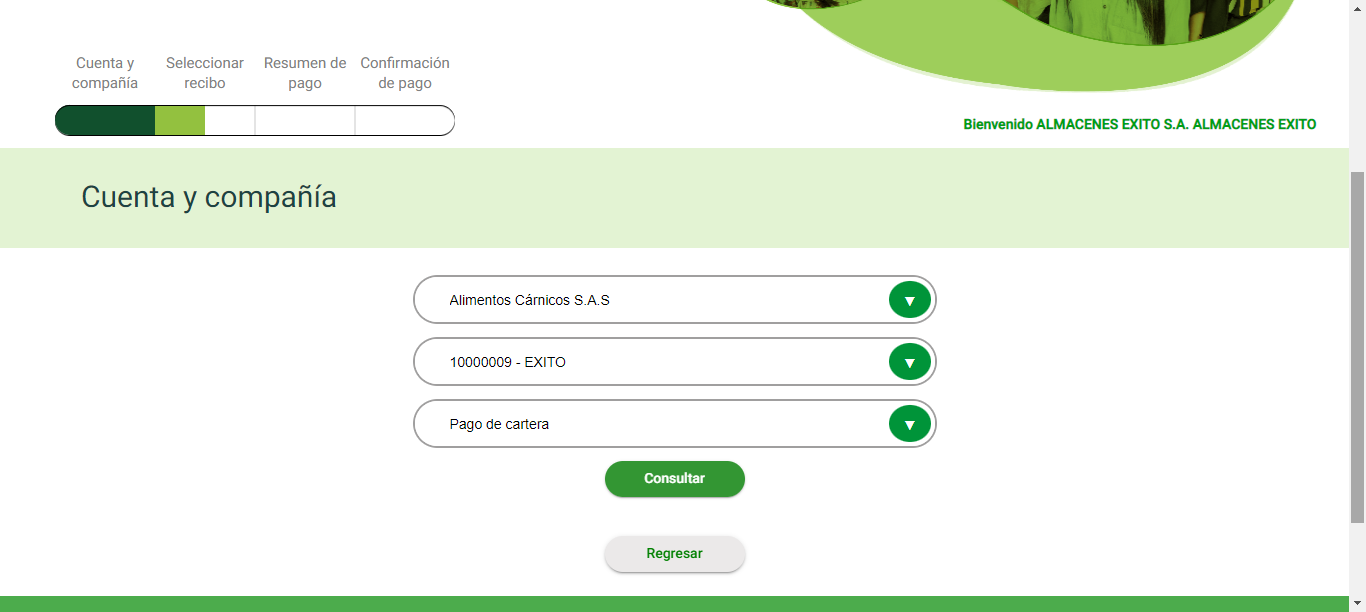 Cuenta y compañía
Seleccionar recibo
Resumen de pago
Confirmación de pago
Bienvenido ALMACENES EXITO S.A. ALMACENES EXITO
Cuenta y compañía
Alimentos Cárnicos S.A.S
10000009 - EXITO
Pago de cartera
Consultar
Regresar